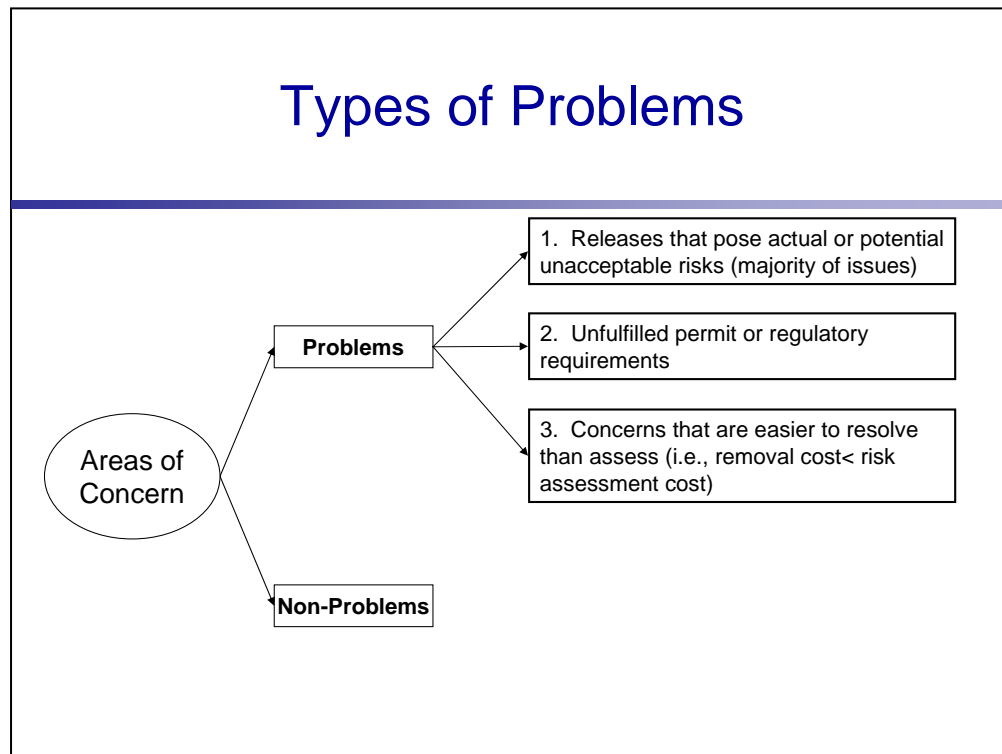 Types of Problems
1.  Releases that pose actual or potential
unacceptable risks (majority of issues)
Problems
2.  Unfulfilled permit or regulatory
requirements
3.  Concerns that are easier to resolve
than assess (i.e., removal cost< risk
assessment cost)
Areas of
Concern
Non-Problems